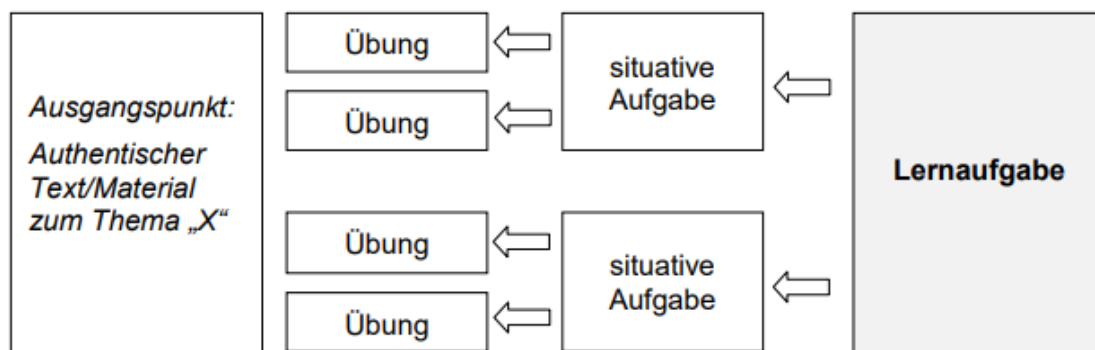 Ausgangspunkt:
Authentischer
Text/Material
zum Thema „X“
Übung
Übung
situative
Aufgabe
Übung
Übung
situative
Aufgabe
Lernaufgabe